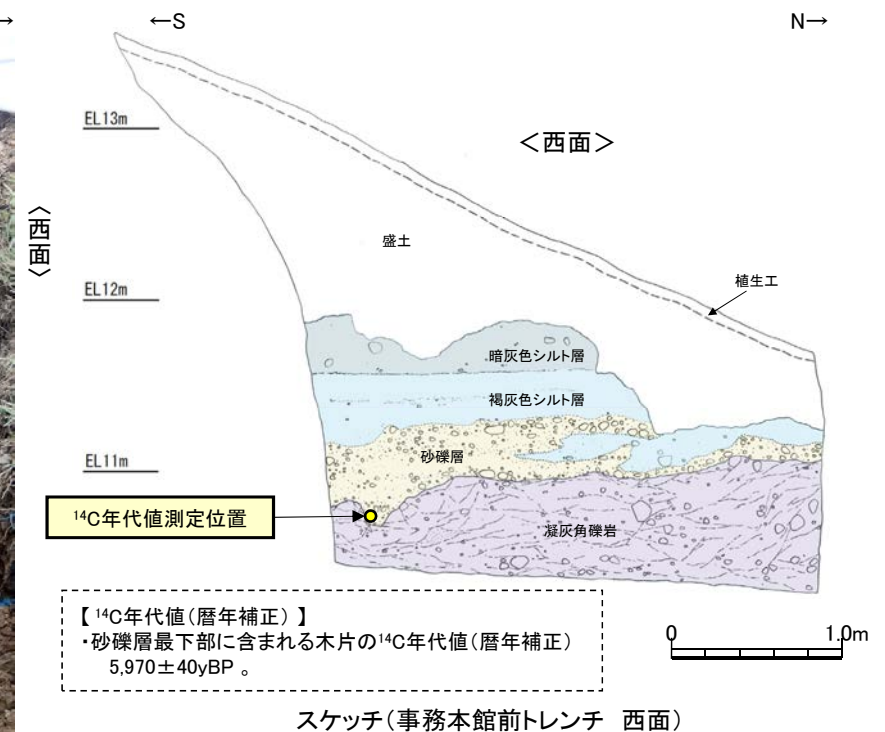 →
←S
N→
EL13m
<西面>
〈西面〉
盛土
EL12m
植生工
暗灰色シルト層
褐灰色シルト層
砂礫層
EL11m
¹⁴C年代値測定位置
凝灰角礫岩
【 ¹⁴C年代値(暦年補正) 】
・砂礫層最下部に含まれる木片の¹⁴C年代値(暦年補正)
5,970±40yBP 。
0
1.0m
スケッチ(事務本館前トレンチ 西面)